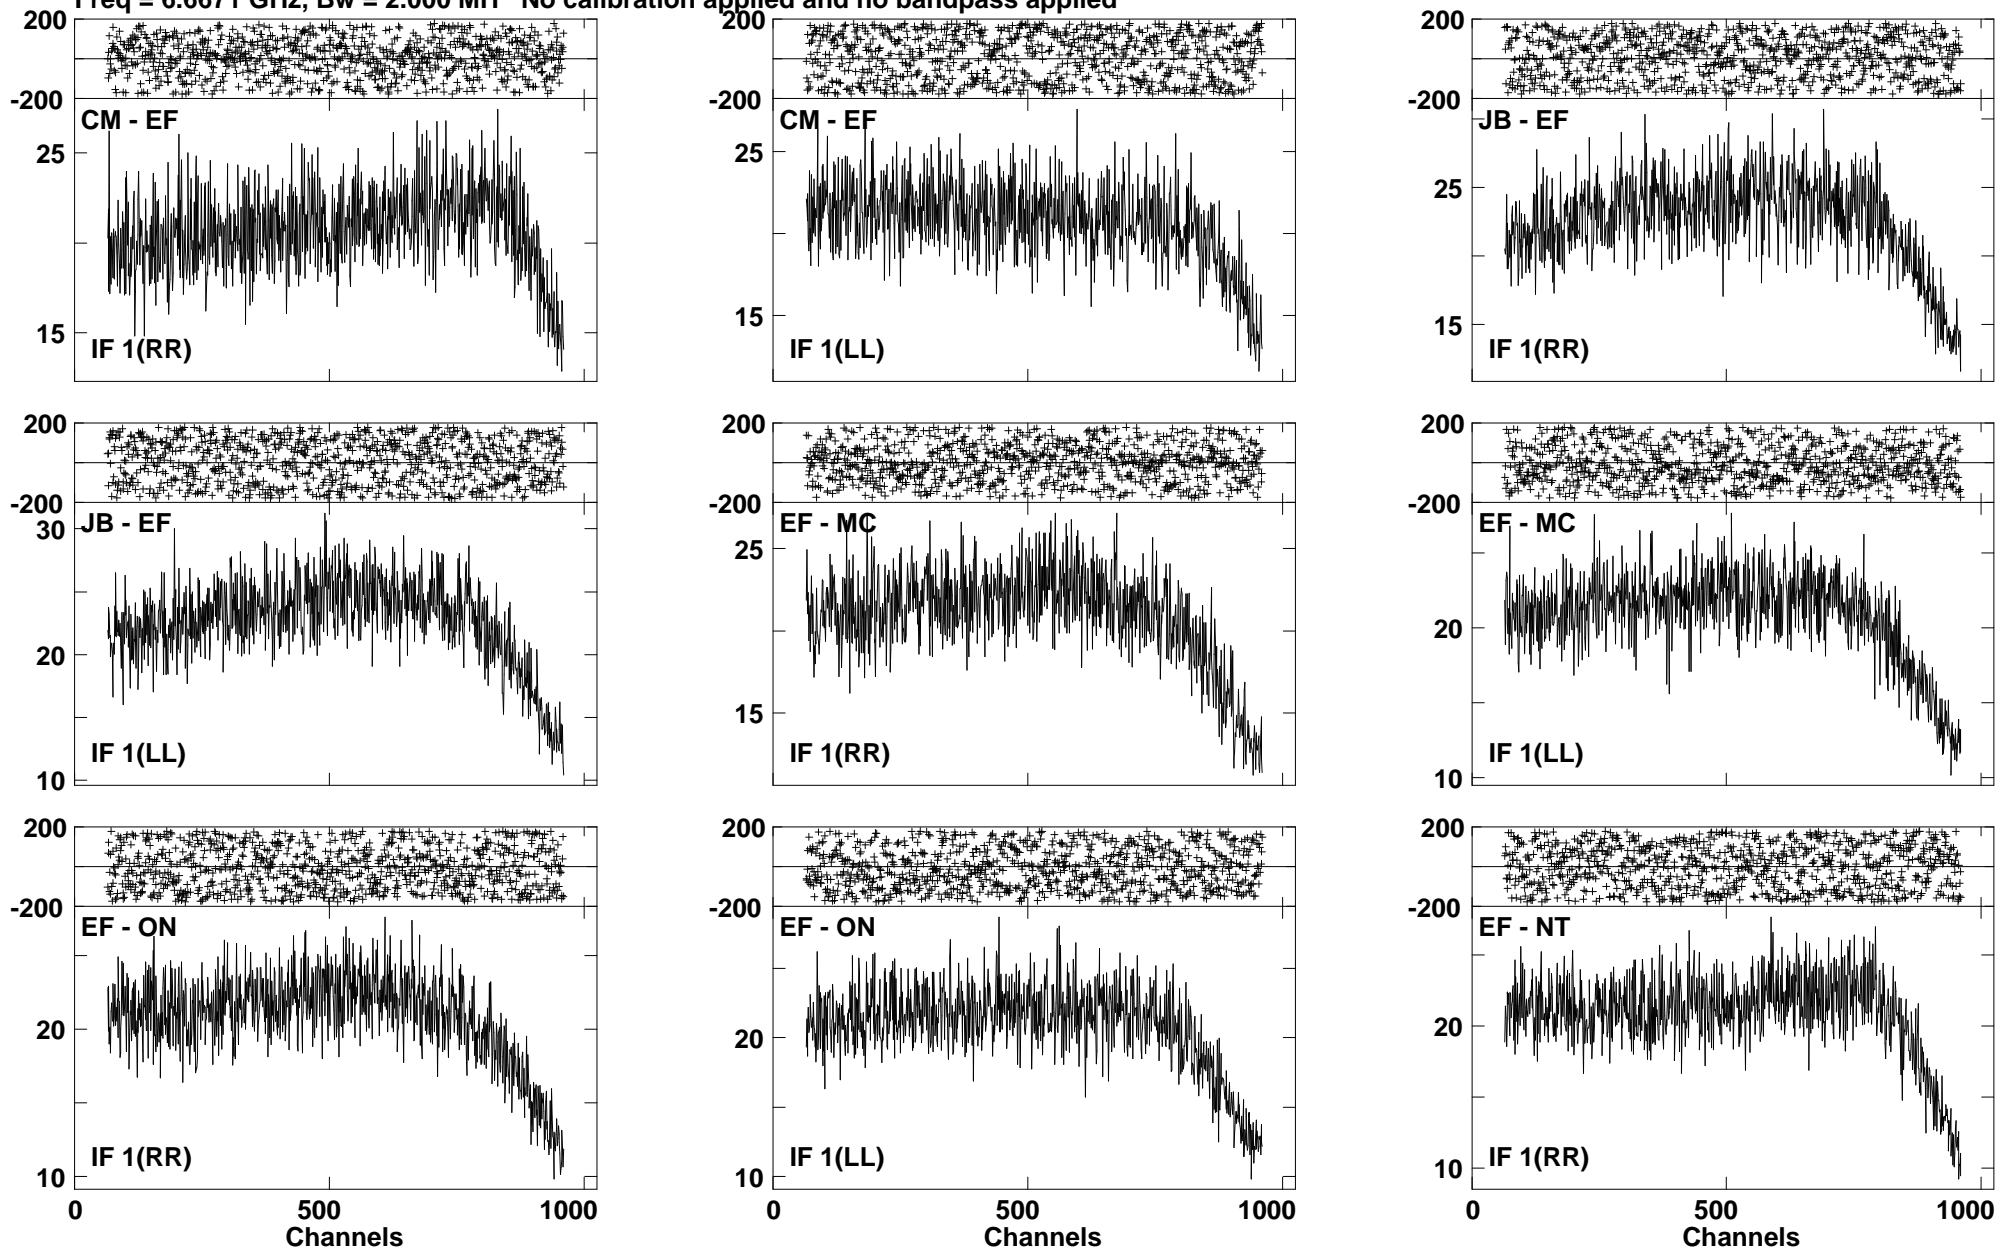 Freq = 6.6671 GHz, Bw = 2.000 MH No calibration applied and no bandpass applied
200 200 200
-200 -200 -200
CM - EF CM - EF JB - EF
25 25 25
15 15 15
IF 1(RR) IF 1(LL) IF 1(RR)
200 200 200
-200 -200 -200
JB - EF EF - MC EF - MC
30 25
20 20
15
10 10
IF 1(LL) IF 1(RR) IF 1(LL)
200 200 200
-200 -200 -200
EF - ON EF - ON EF - NT
20 20 20
10 10 10
IF 1(RR) IF 1(LL) IF 1(RR)
0 500 1000 0 500 1000 0 500 1000
Channels Channels Channels